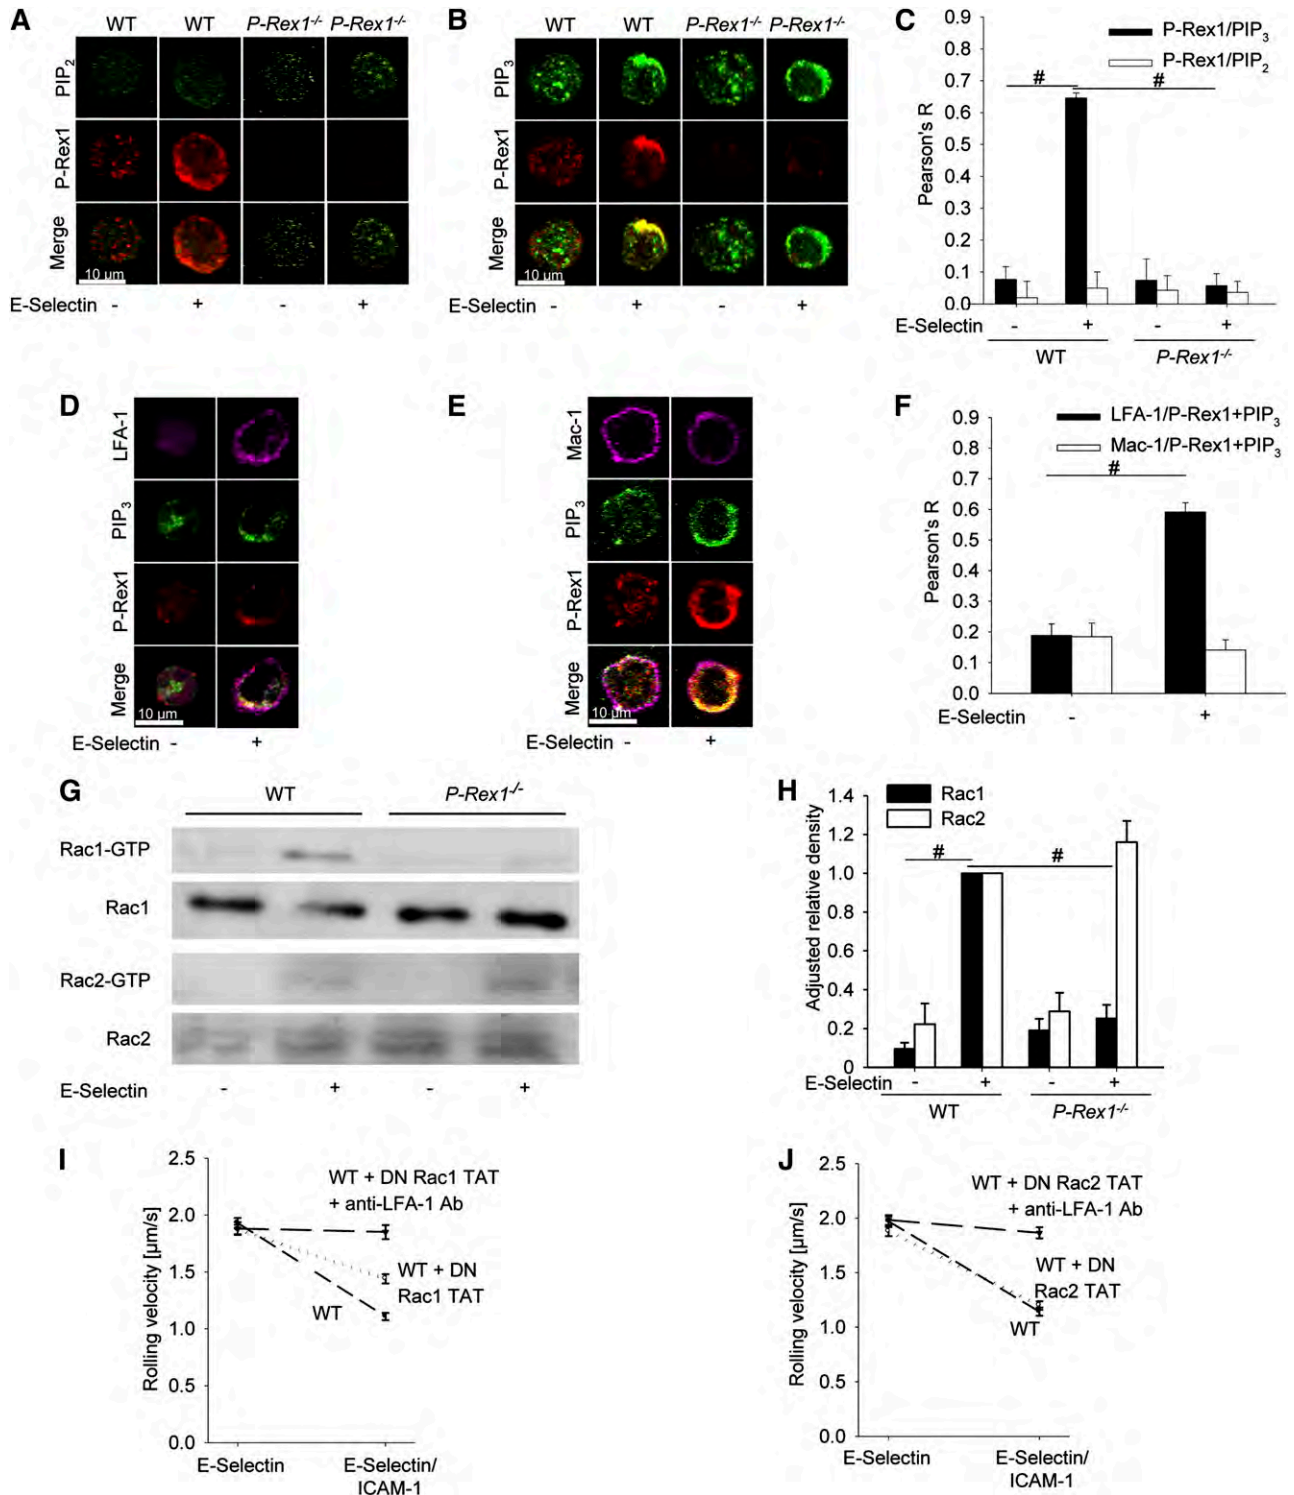 A
WT WT P-Rex1-/- P-Rex1-/-
PIP2
P-Rex1
Merge
10 µm
E-Selectin - + - +
B
WT WT P-Rex1-/- P-Rex1-/-
PIP3
P-Rex1
Merge
10 µm
E-Selectin - + - +
C
P-Rex1/PIP3
P-Rex1/PIP2
# #
Pearson's R
0.9
0.8
0.7
0.6
0.5
0.4
0.3
0.2
0.1
0.0
E-Selectin - + - +
WT P-Rex1-/-
D
LFA-1
PIP3
P-Rex1
Merge
10 µm
E-Selectin - +
E
Mac-1
PIP3
P-Rex1
Merge
10 µm
E-Selectin - +
F
LFA-1/P-Rex1+PIP3
Mac-1/P-Rex1+PIP3
#
Pearson's R
0.9
0.8
0.7
0.6
0.5
0.4
0.3
0.2
0.1
0.0
E-Selectin - +
G
WT P-Rex1-/-
Rac1-GTP
Rac1
Rac2-GTP
Rac2
E-Selectin - + - +
H
Rac1
Rac2
# #
Adjusted relative density
1.4
1.2
1.0
0.8
0.6
0.4
0.2
0
E-Selectin - + - +
WT P-Rex1-/-
I
Rolling velocity [µm/s]
2.5
2.0
1.5
1.0
0.5
0.0
WT + DN Rac1 TAT
+ anti-LFA-1 Ab
WT + DN
Rac1 TAT
WT
E-Selectin E-Selectin/
ICAM-1
J
Rolling velocity [µm/s]
2.5
2.0
1.5
1.0
0.5
0.0
WT + DN Rac2 TAT
+ anti-LFA-1 Ab
WT + DN
Rac2 TAT
WT
E-Selectin E-Selectin/
ICAM-1